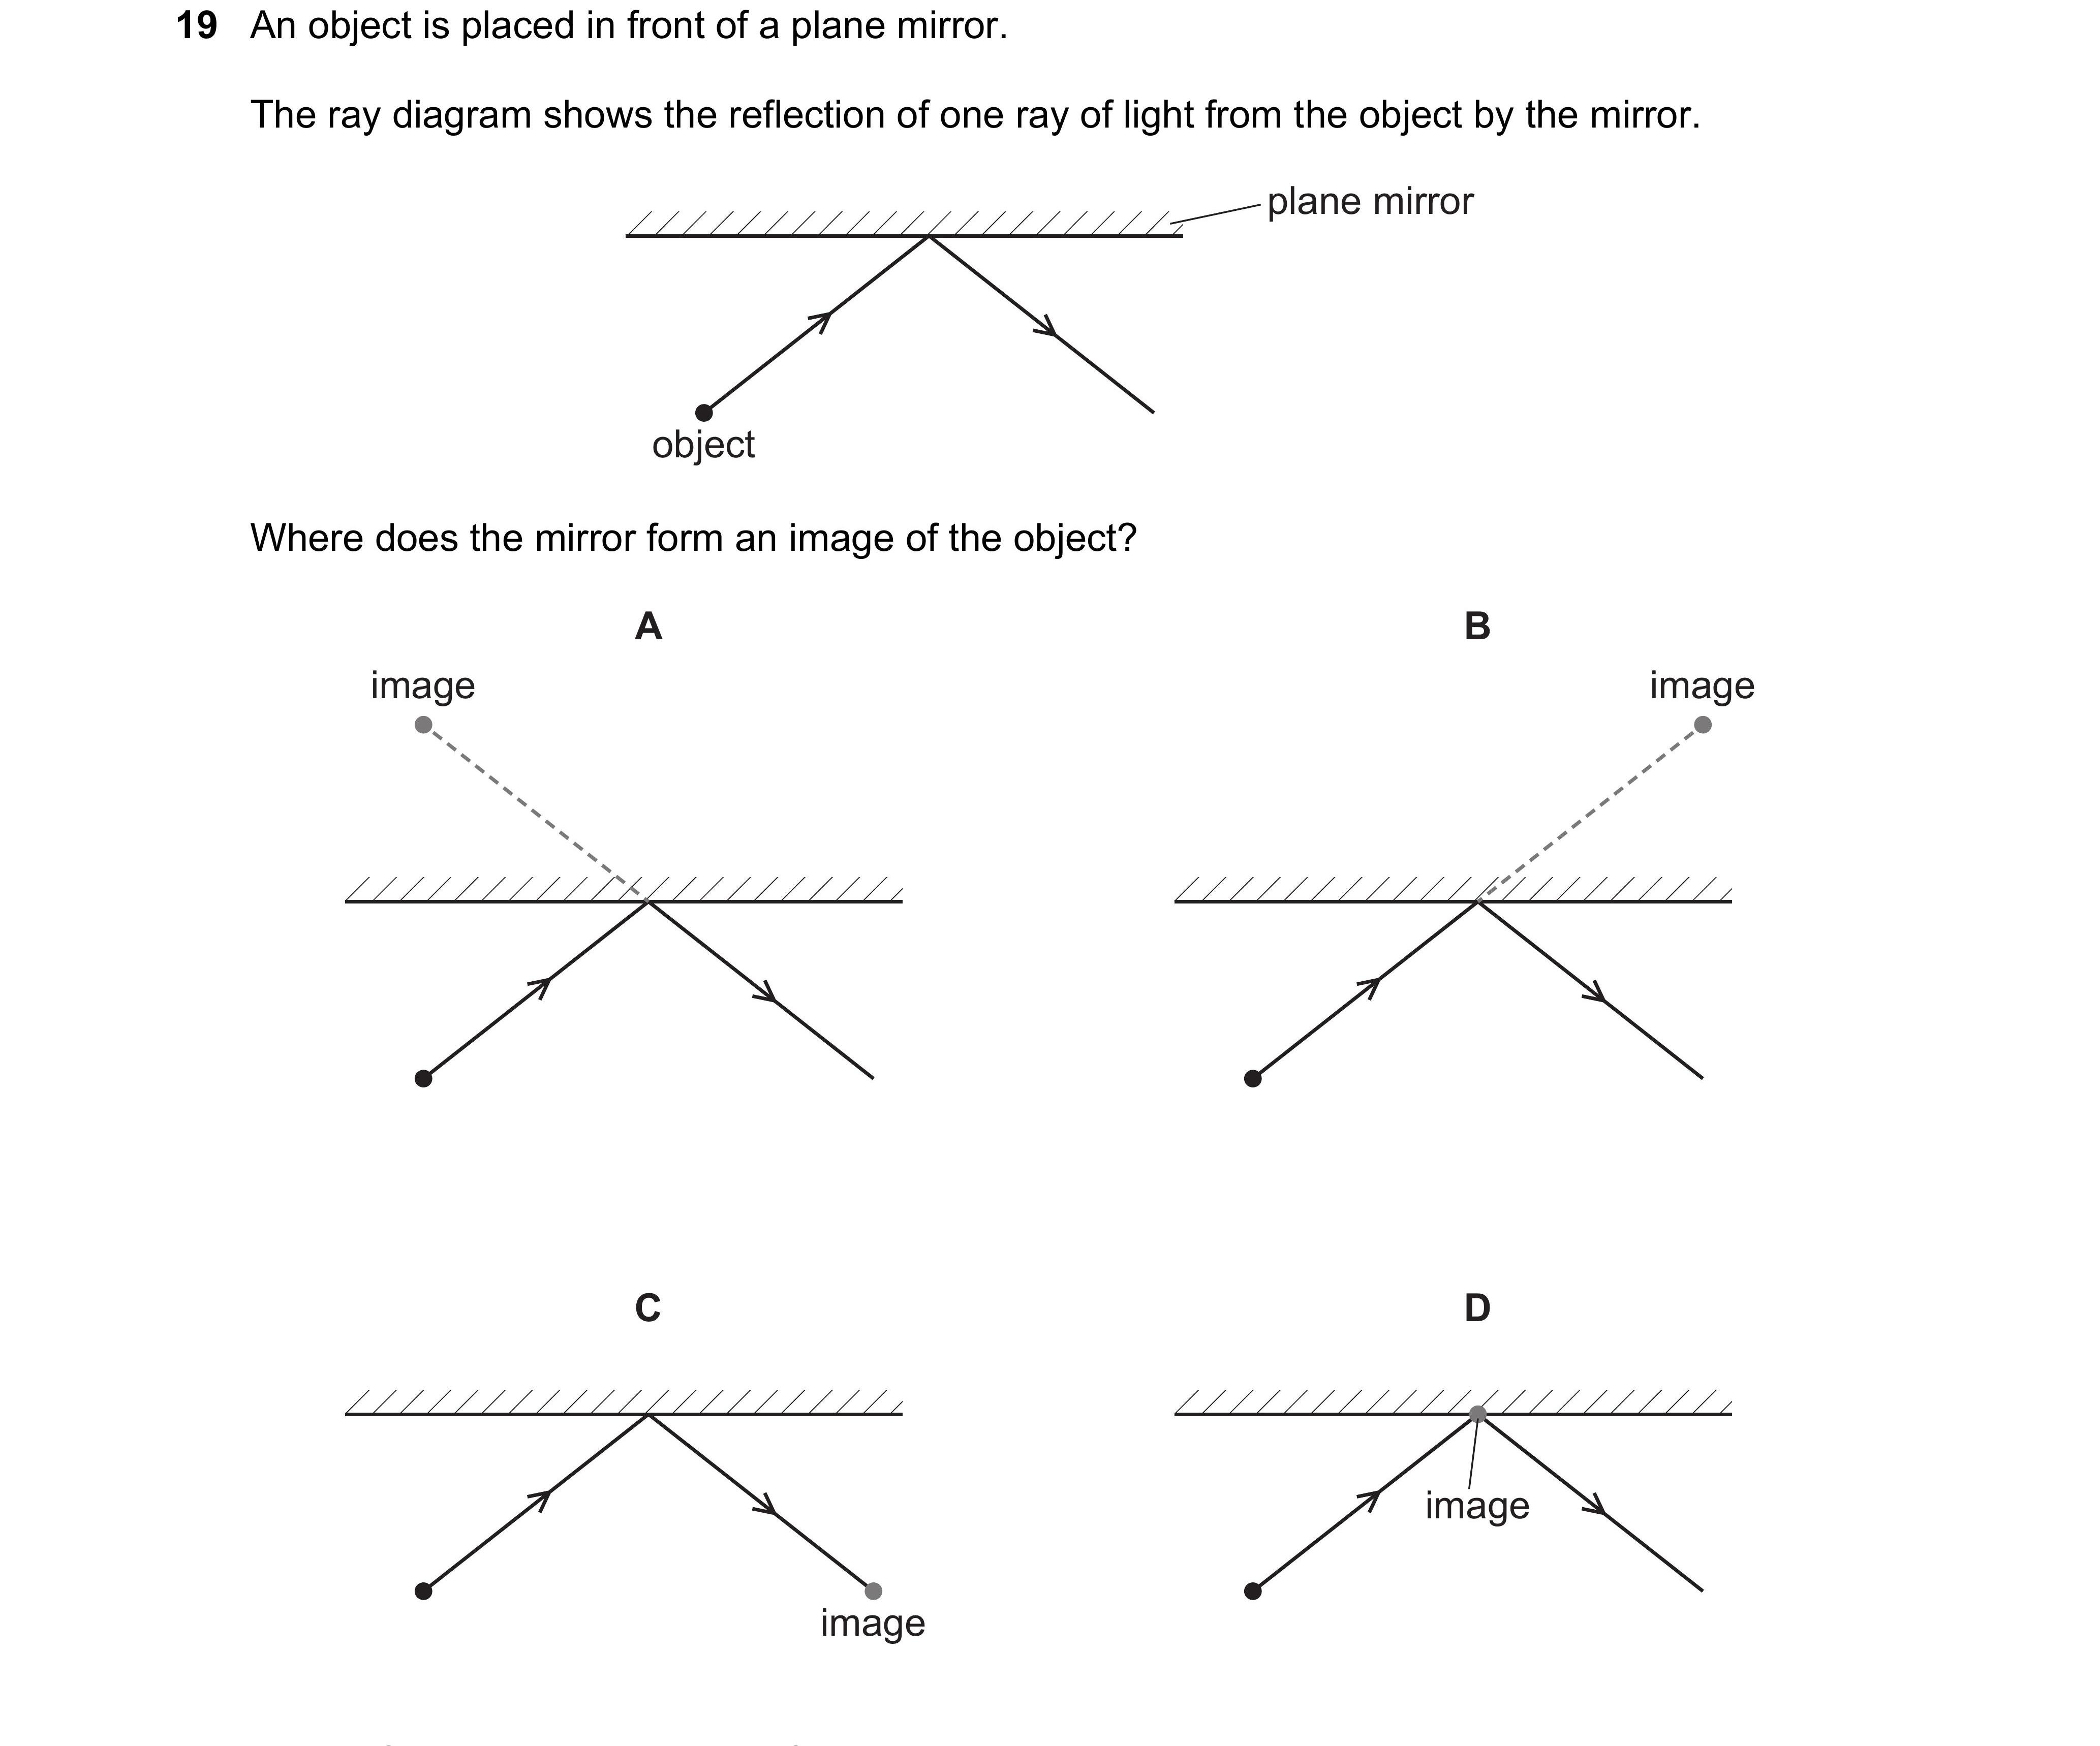 19 An object is placed in front of a plane mirror.
The ray diagram shows the reflection of one ray of light from the object by the mirror.
plane mirror
object
Where does the mirror form an image of the object?
A
B
image
image
C
D
image
image